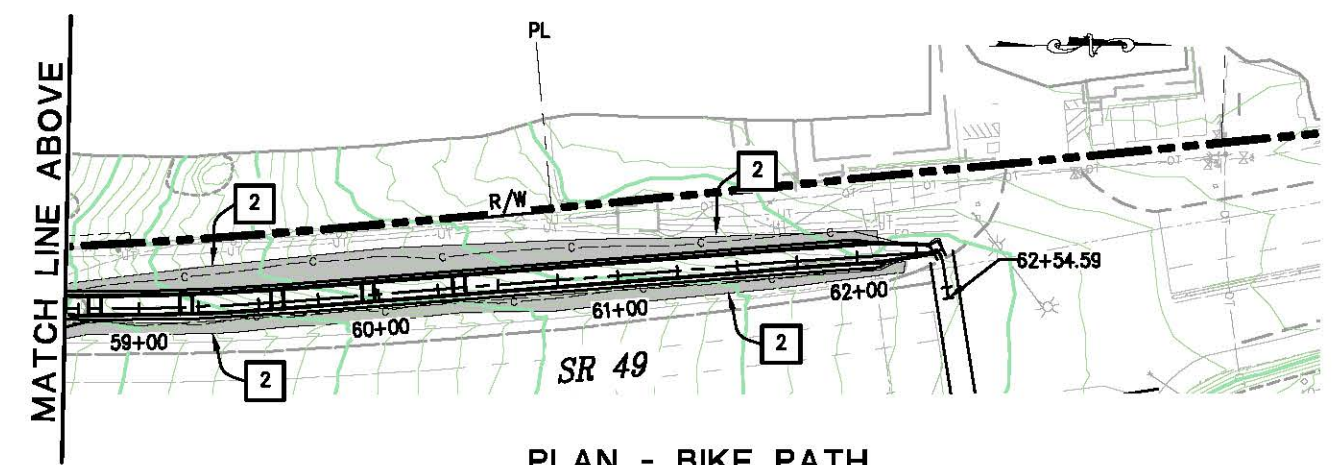 MATCH LINE ABOVE
PL
2
2
R/W
C
C
C
C
C
C
62+54.59
59+00
60+00
61+00
62+00
2
2
SR 49
PLAN - BIKE PATH